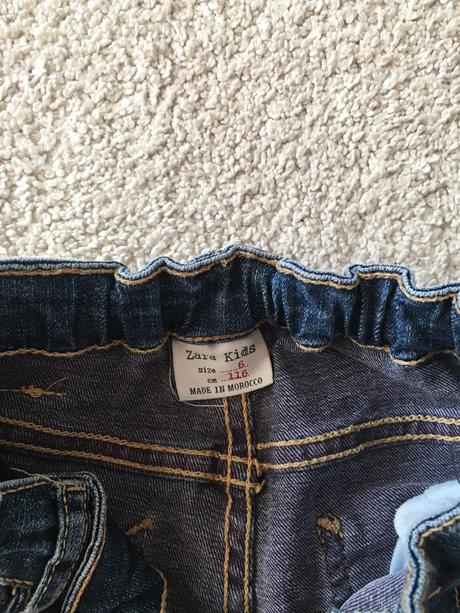 Zara Kids
size ........6..
cm ....116.
MADE IN MOROCCO